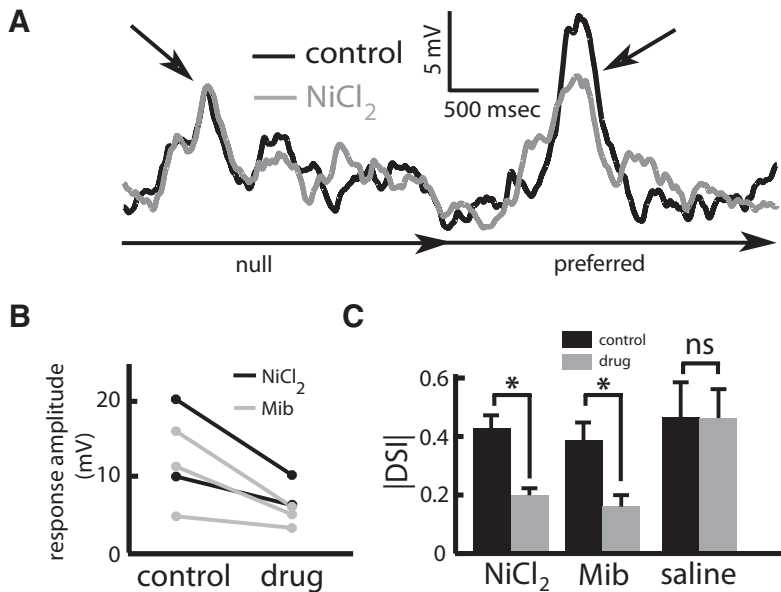 A
control
NiCl2
5 mV
500 msec
null
preferred
B
response amplitude
(mV)
20
10
0
NiCl2
Mib
control
drug
C
control
drug
|DSI|
0.6
0.4
0.2
0
*
*
ns
NiCl2
Mib
saline